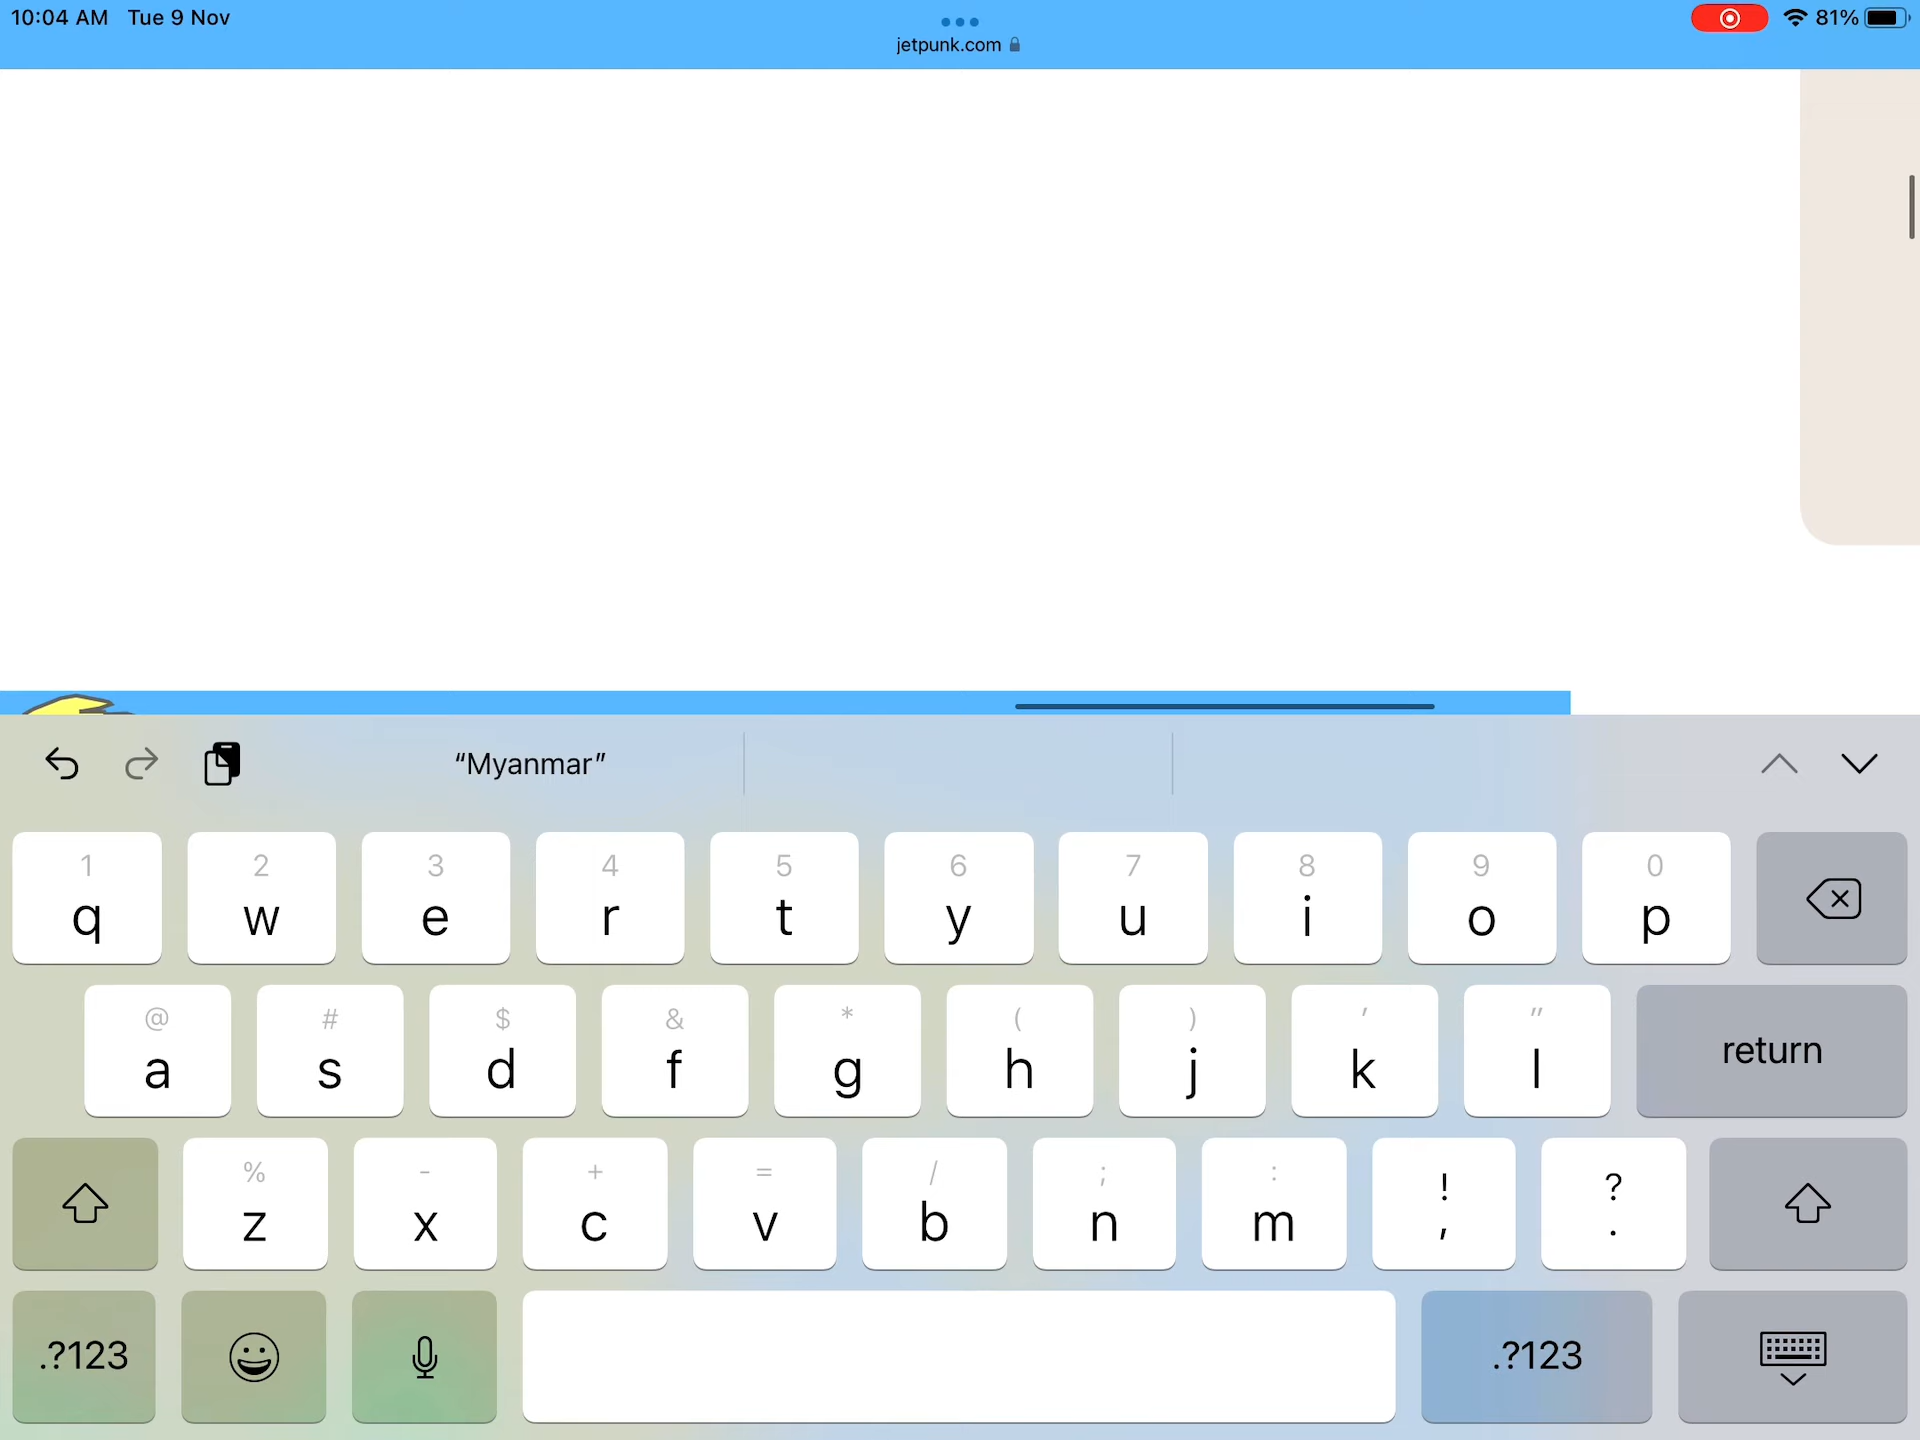 10:04 AM Tue 9 Nov
81%
jetpunk.com
“Myanmar”
1 2 3 4 5 6 7 8 9 0
q w e r t y u i o p
@ # $ & * ( ) ' "
a s d f g h j k l return
% - + = / ; : ! ?
z x c v b n m , .
.?123 .?123